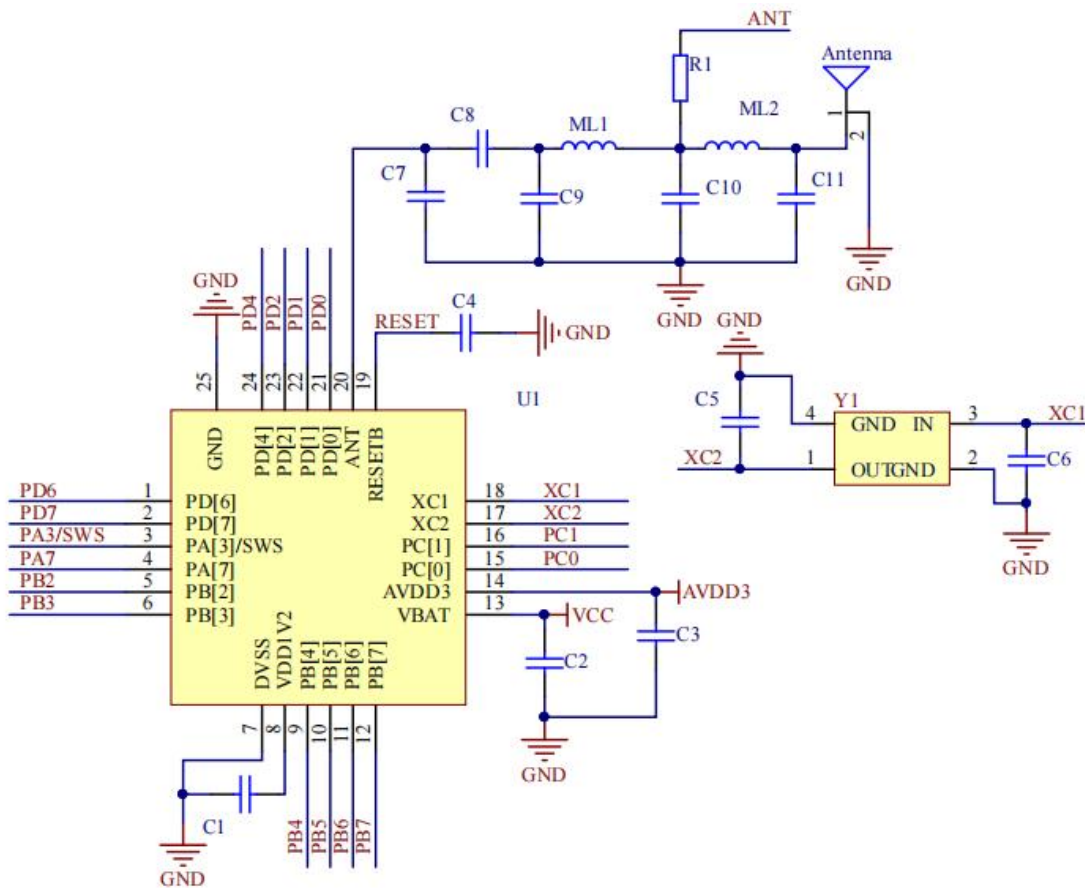 ANT
Antenna
R1
1
2
C8
ML1
ML2
C7
C9
C10
C11
GND
GND
GND
PD4
PD2
PD1
PD0
RESET
C4
GND
25
24
23
22
21
20
19
U1
GND
PD[4]
PD[2]
PD[1]
PD[0]
ANT
RESETB
PD6 1 PD[6]
PD7 2 PD[7]
PA3/SWS 3 PA[3]/SWS
PA7 4 PA[7]
PB2 5 PB[2]
PB3 6 PB[3]
XC1 18 XC1
XC2 17 XC2
PC[1] 16 PC1
PC[0] 15 PC0
AVDD3 14 AVDD3
VBAT 13 VCC
C2
C3
GND
DVSS
VDD1V2
PB[4]
PB[5]
PB[6]
PB[7]
7
8
9
10
11
12
C1
GND
PB4
PB5
PB6
PB7
GND
C5
Y1
4 GND IN 3 XC1
XC2 1 OUT GND 2
C6
GND